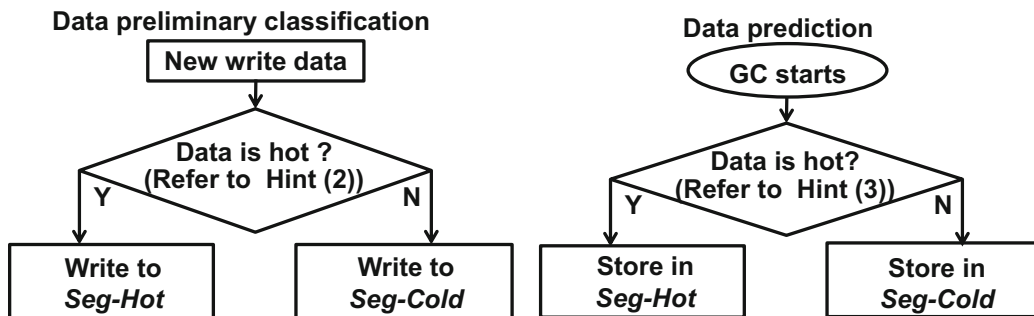 Data preliminary classification
New write data
Data is hot ?
(Refer to Hint (2))
Y
N
Write to
Seg-Hot
Write to
Seg-Cold
Data prediction
GC starts
Data is hot?
(Refer to Hint (3))
Y
N
Store in
Seg-Hot
Store in
Seg-Cold